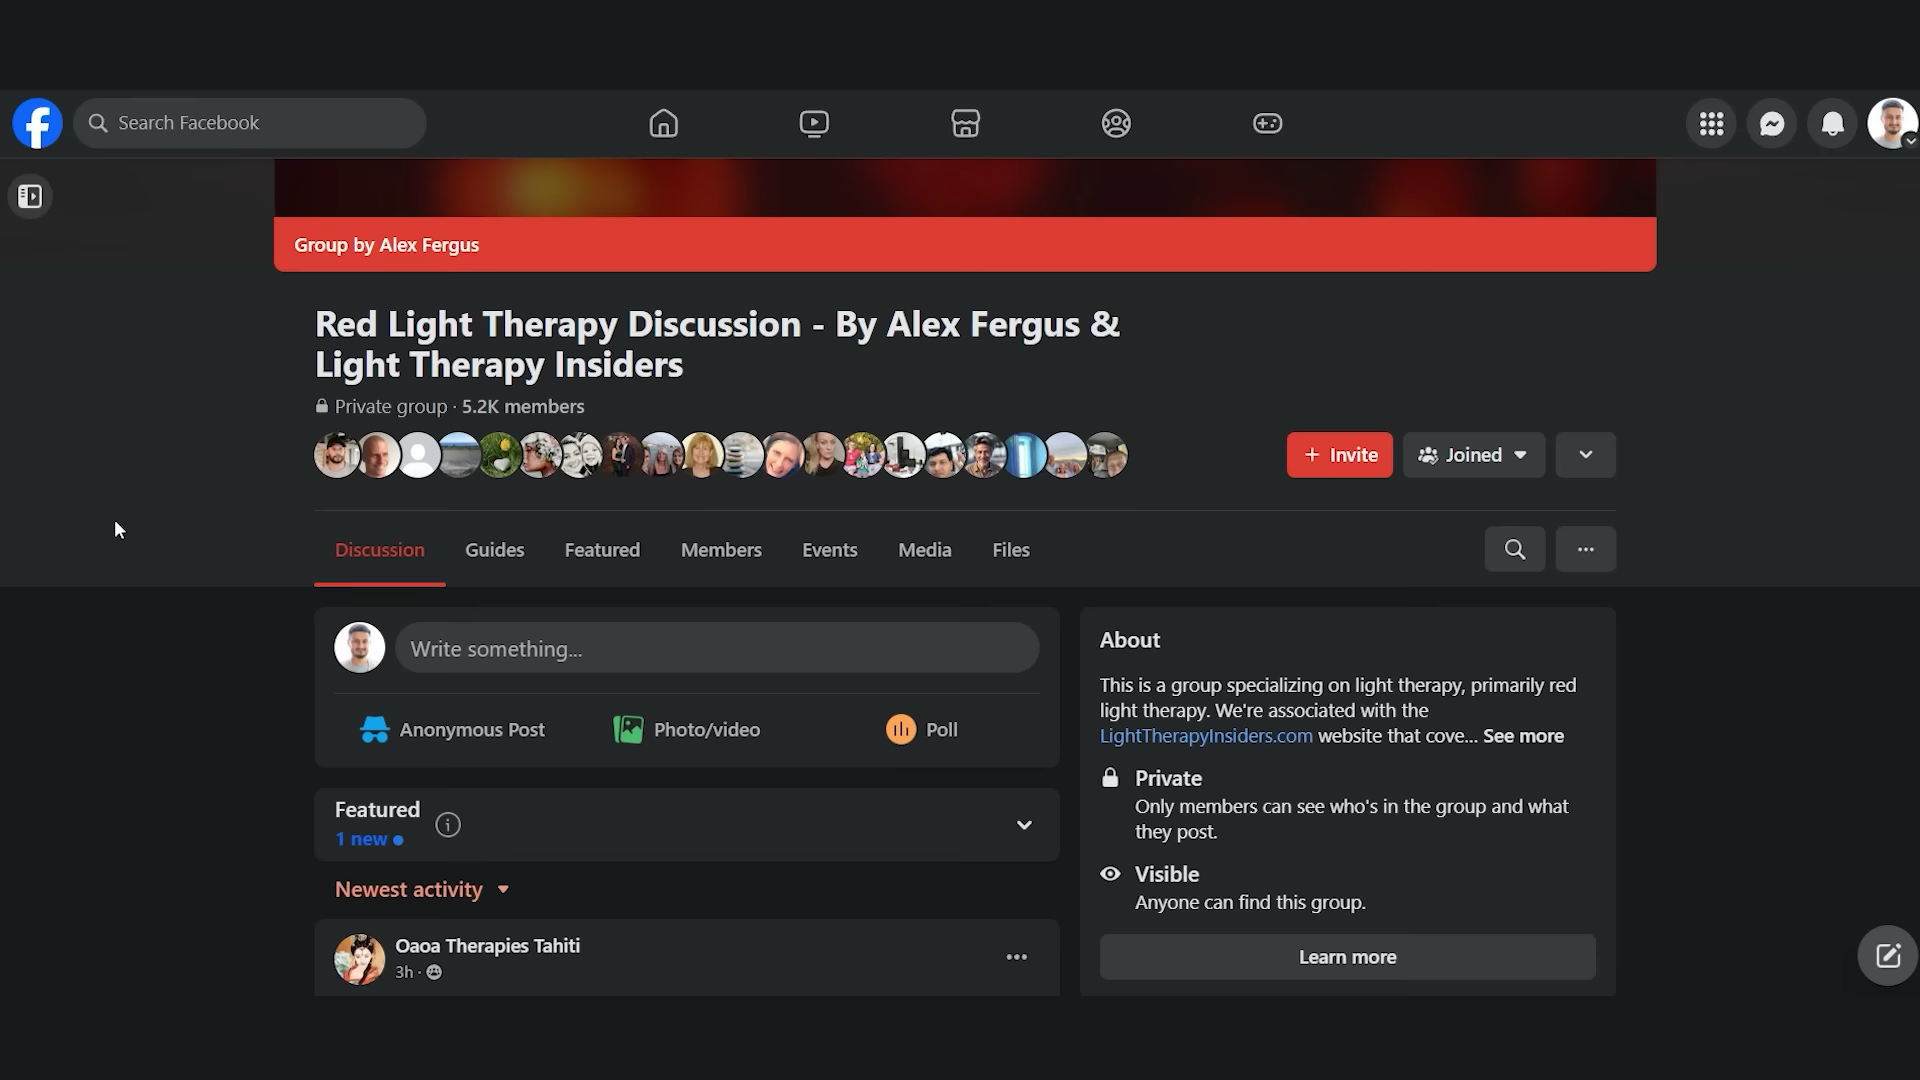 Search Facebook
Group by Alex Fergus
Red Light Therapy Discussion - By Alex Fergus &
Light Therapy Insiders
Private group · 5.2K members
+ Invite
Joined
Discussion
Guides
Featured
Members
Events
Media
Files
Write something...
Anonymous Post
Photo/video
Poll
Featured
1 new
Newest activity
Oaoa Therapies Tahiti
3h ·
About
This is a group specializing on light therapy, primarily red
light therapy. We're associated with the
LightTherapyInsiders.com website that cove... See more
Private
Only members can see who's in the group and what
they post.
Visible
Anyone can find this group.
Learn more